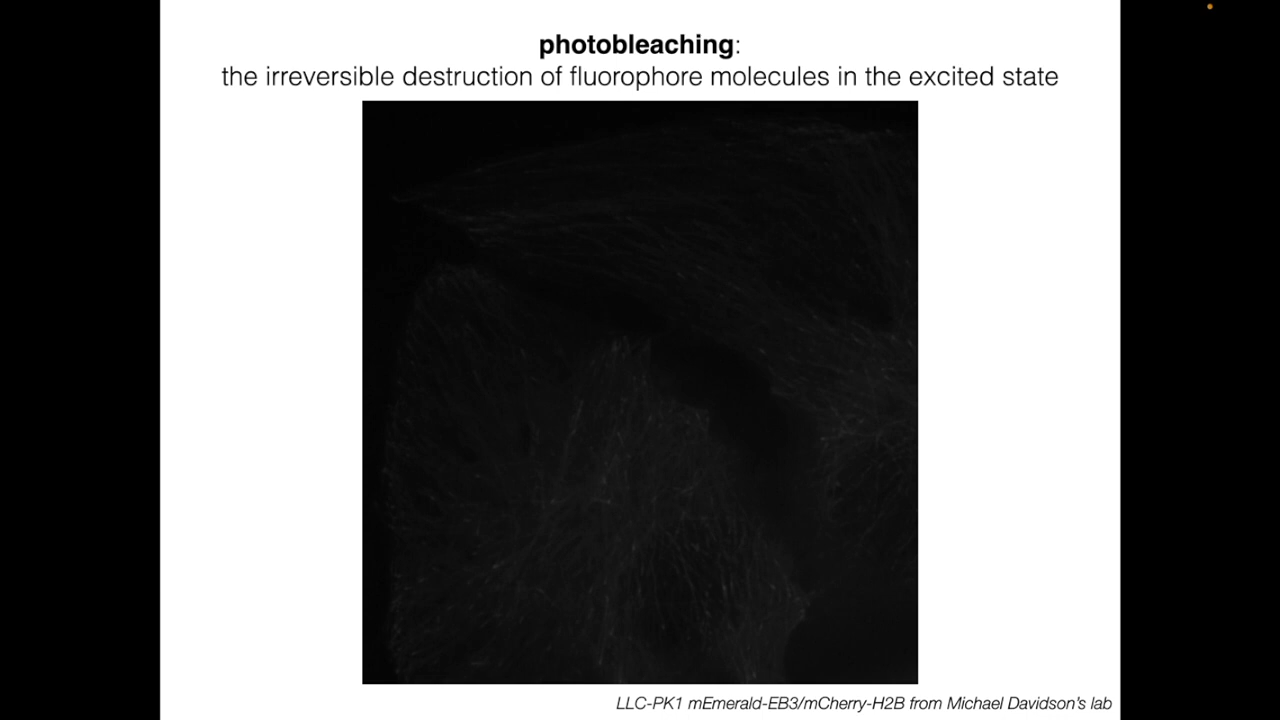 photobleaching:
the irreversible destruction of fluorophore molecules in the excited state
LLC-PK1 mEmerald-EB3/mCherry-H2B from Michael Davidson's lab